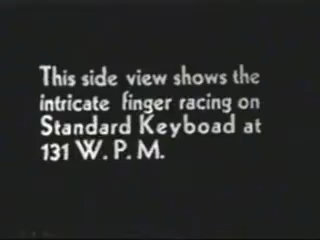 This side view shows the
intricate finger racing on
Standard Keyboad at
131 W. P. M.